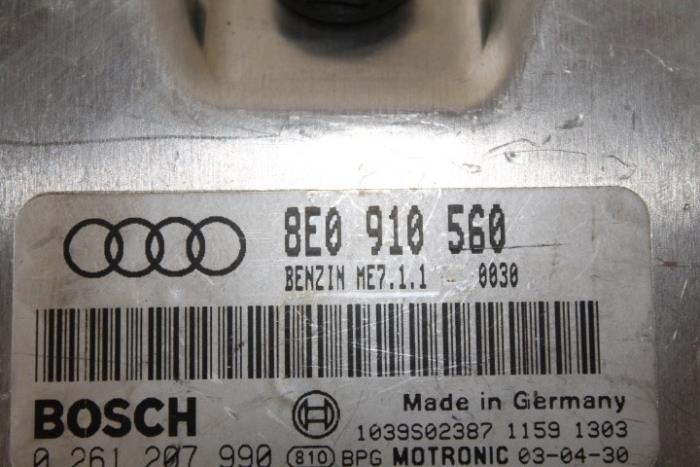 8E0 910 560
BENZIN ME7.1.1 0030
BOSCH
Made in Germany
1039S02387 1159 1303
0 261 207 990 810 BPG MOTRONIC 03-04-30